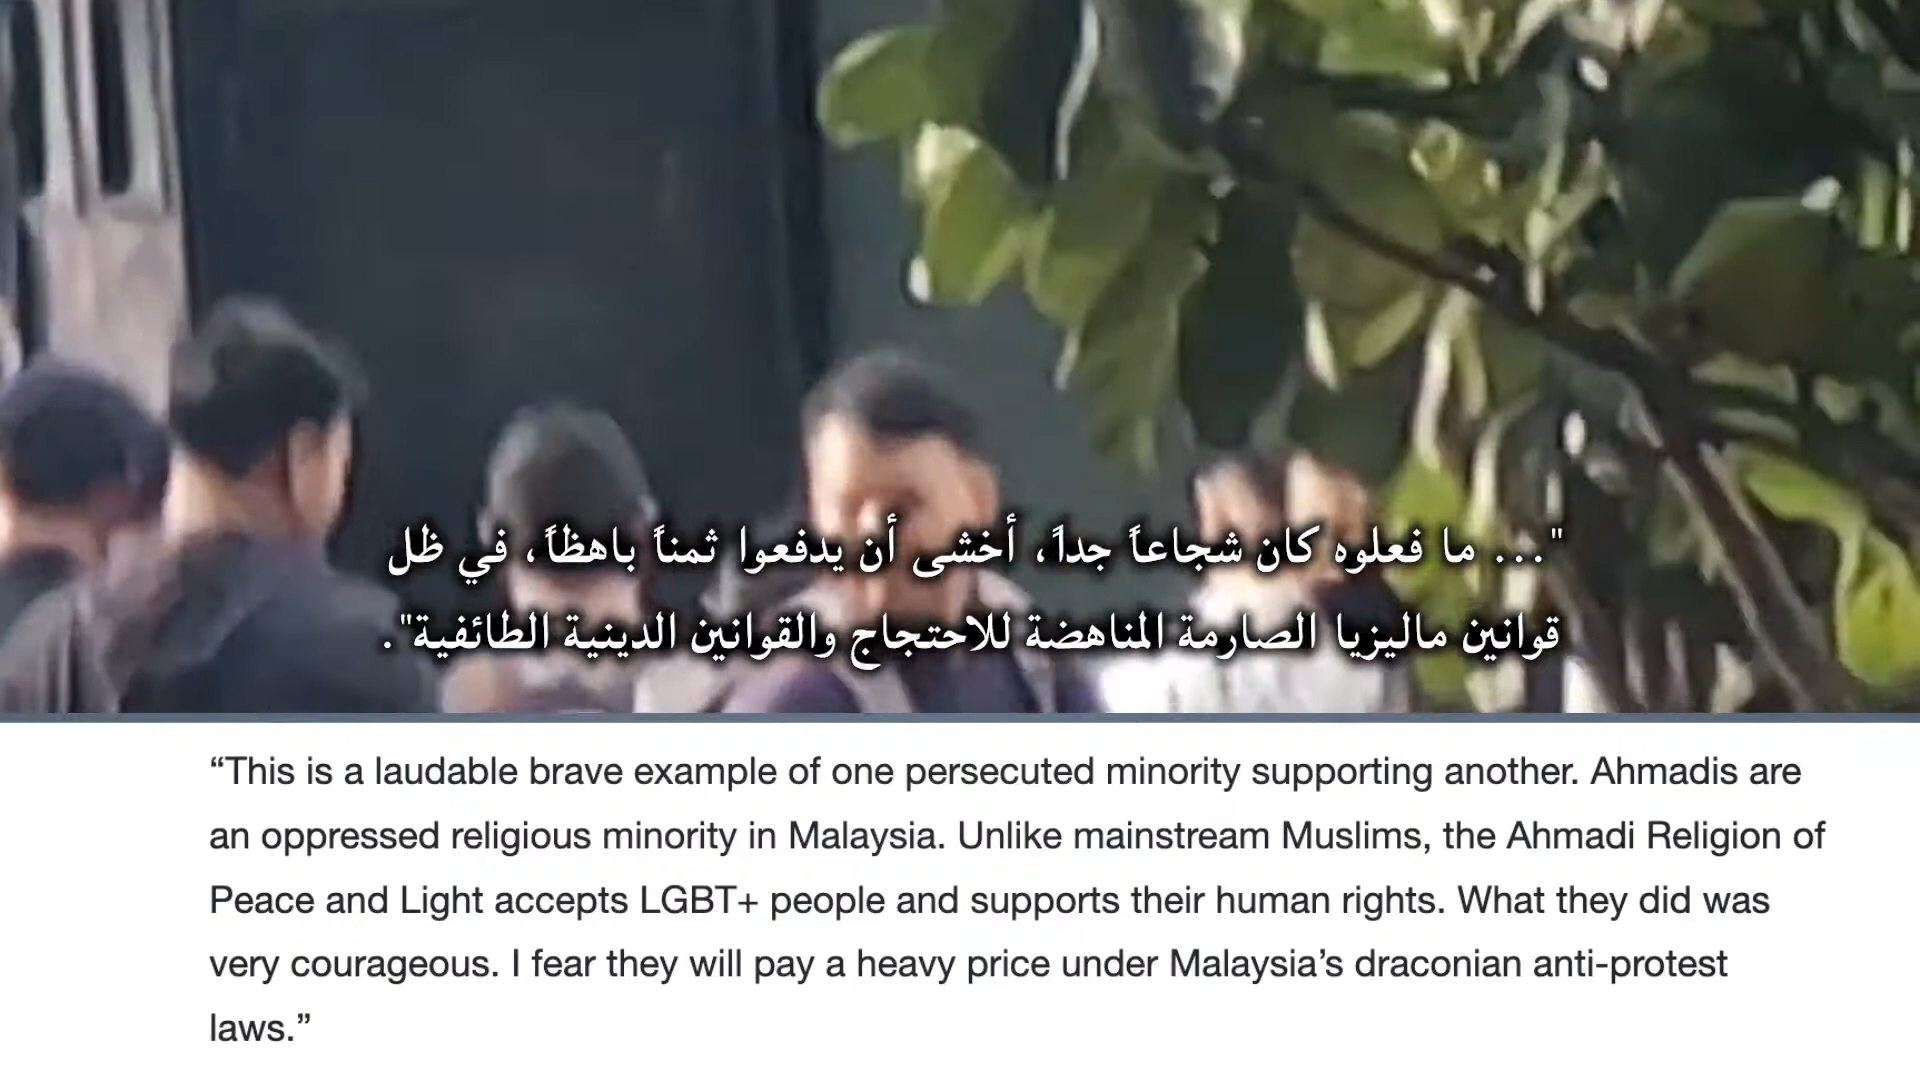 "... ما فعلوه كان شجاعاً جداً، أخشى أن يدفعوا ثمناً باهظاً، في ظل
قوانين ماليزيا الصارمة المناهضة للاحتجاج والقوانين الدينية الطائفية".
“This is a laudable brave example of one persecuted minority supporting another. Ahmadis are
an oppressed religious minority in Malaysia. Unlike mainstream Muslims, the Ahmadi Religion of
Peace and Light accepts LGBT+ people and supports their human rights. What they did was
very courageous. I fear they will pay a heavy price under Malaysia’s draconian anti-protest
laws.”